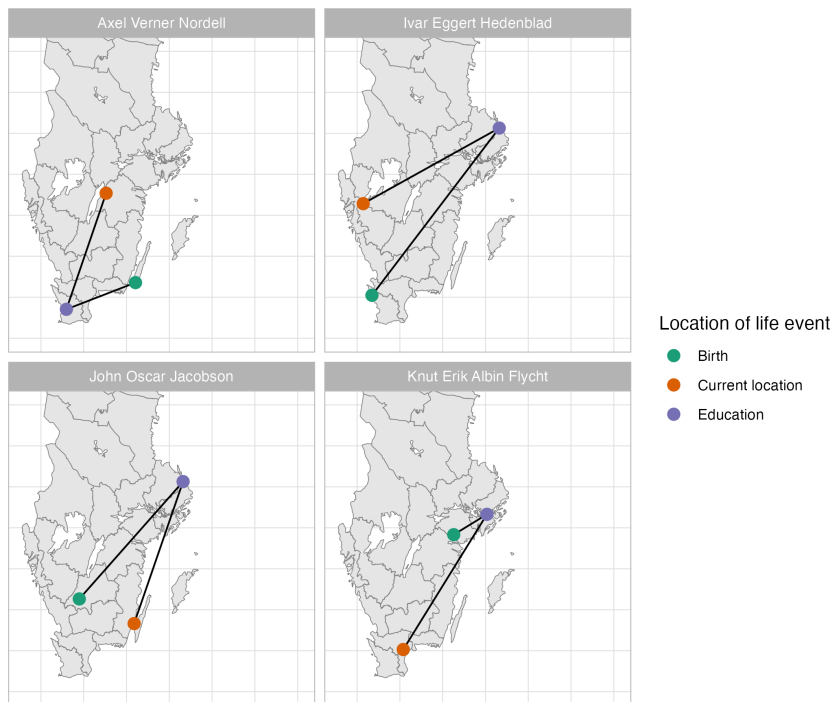 Axel Verner Nordell
Ivar Eggert Hedenblad
John Oscar Jacobson
Knut Erik Albin Flycht
Location of life event
Birth
Current location
Education